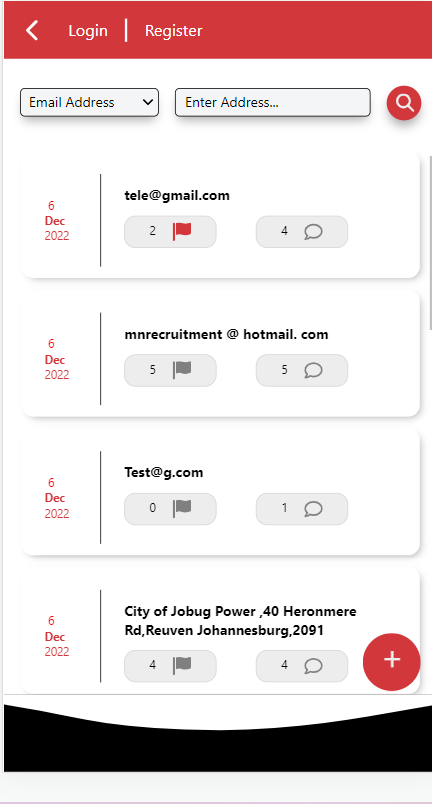 Login | Register
Email Address Enter Address...
tele@gmail.com
6
Dec
2022
2 4
mnrecruitment @ hotmail. com
6
Dec
2022
5 5
Test@g.com
6
Dec
2022
0 1
City of Jobug Power ,40 Heronmere
Rd,Reuven Johannesburg,2091
6
Dec
2022
4 4
+